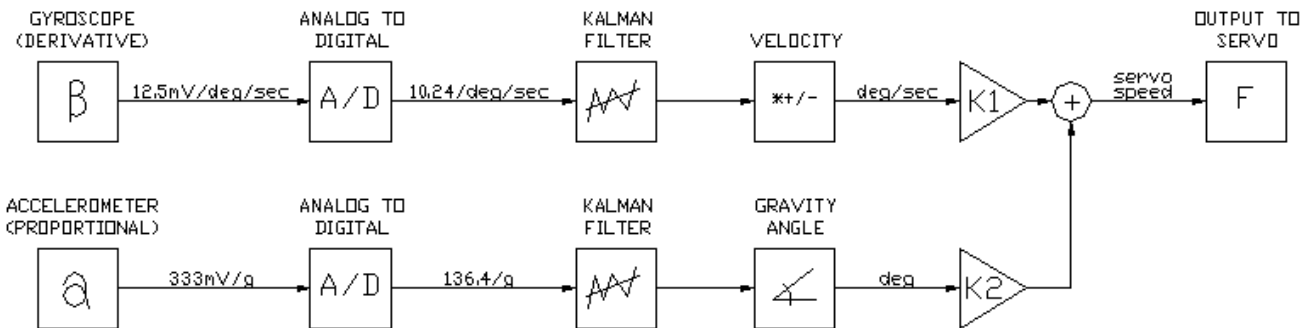 GYROSCOPE
(DERIVATIVE)
ANALOG TO
DIGITAL
KALMAN
FILTER
VELOCITY
OUTPUT TO
SERVO
β
12.5mV/deg/sec
A/D
10.24/deg/sec
*+/-
deg/sec
K1
+
servo
speed
F
ACCELEROMETER
(PROPORTIONAL)
ANALOG TO
DIGITAL
KALMAN
FILTER
GRAVITY
ANGLE
a
333mV/g
A/D
136.4/g
deg
K2